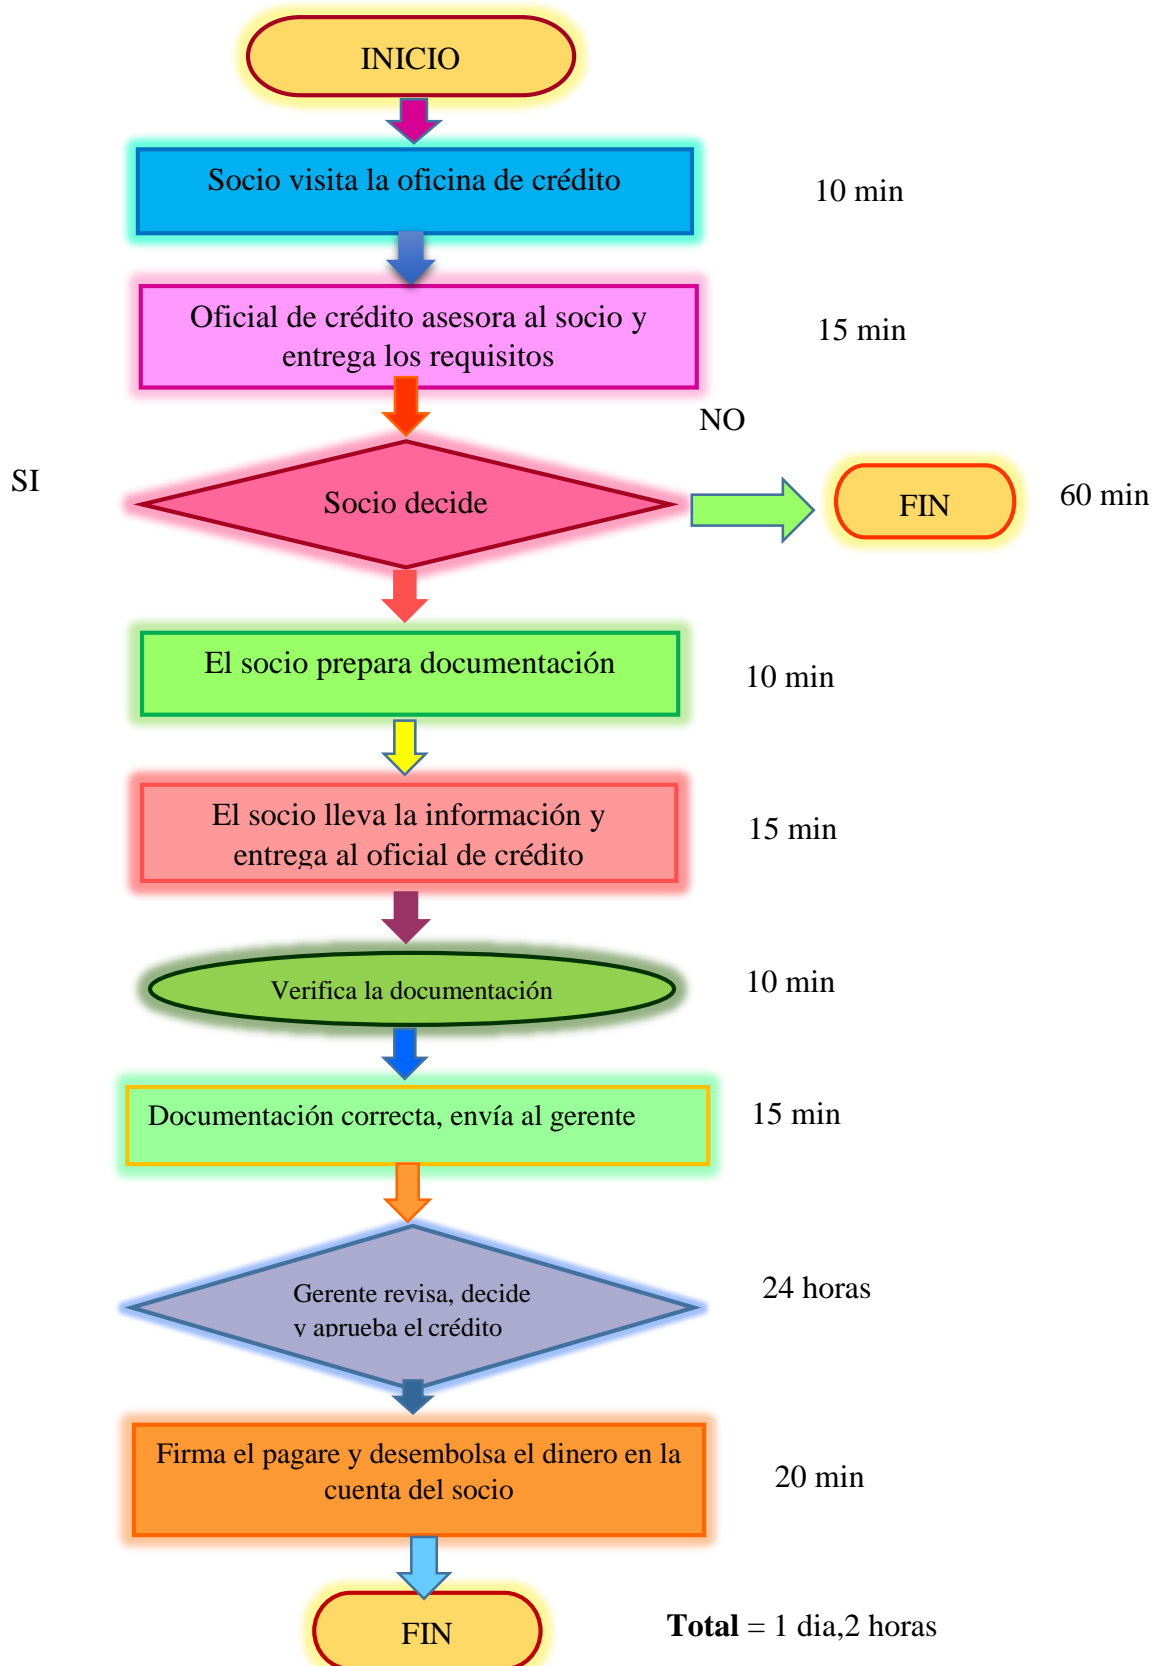 INICIO
Socio visita la oficina de crédito
10 min
Oficial de crédito asesora al socio y
entrega los requisitos
15 min
NO
SI
Socio decide
FIN
60 min
El socio prepara documentación
10 min
El socio lleva la información y
entrega al oficial de crédito
15 min
Verifica la documentación
10 min
Documentación correcta, envía al gerente
15 min
Gerente revisa, decide
y aprueba el crédito
24 horas
Firma el pagare y desembolsa el dinero en la
cuenta del socio
20 min
FIN
Total = 1 dia,2 horas